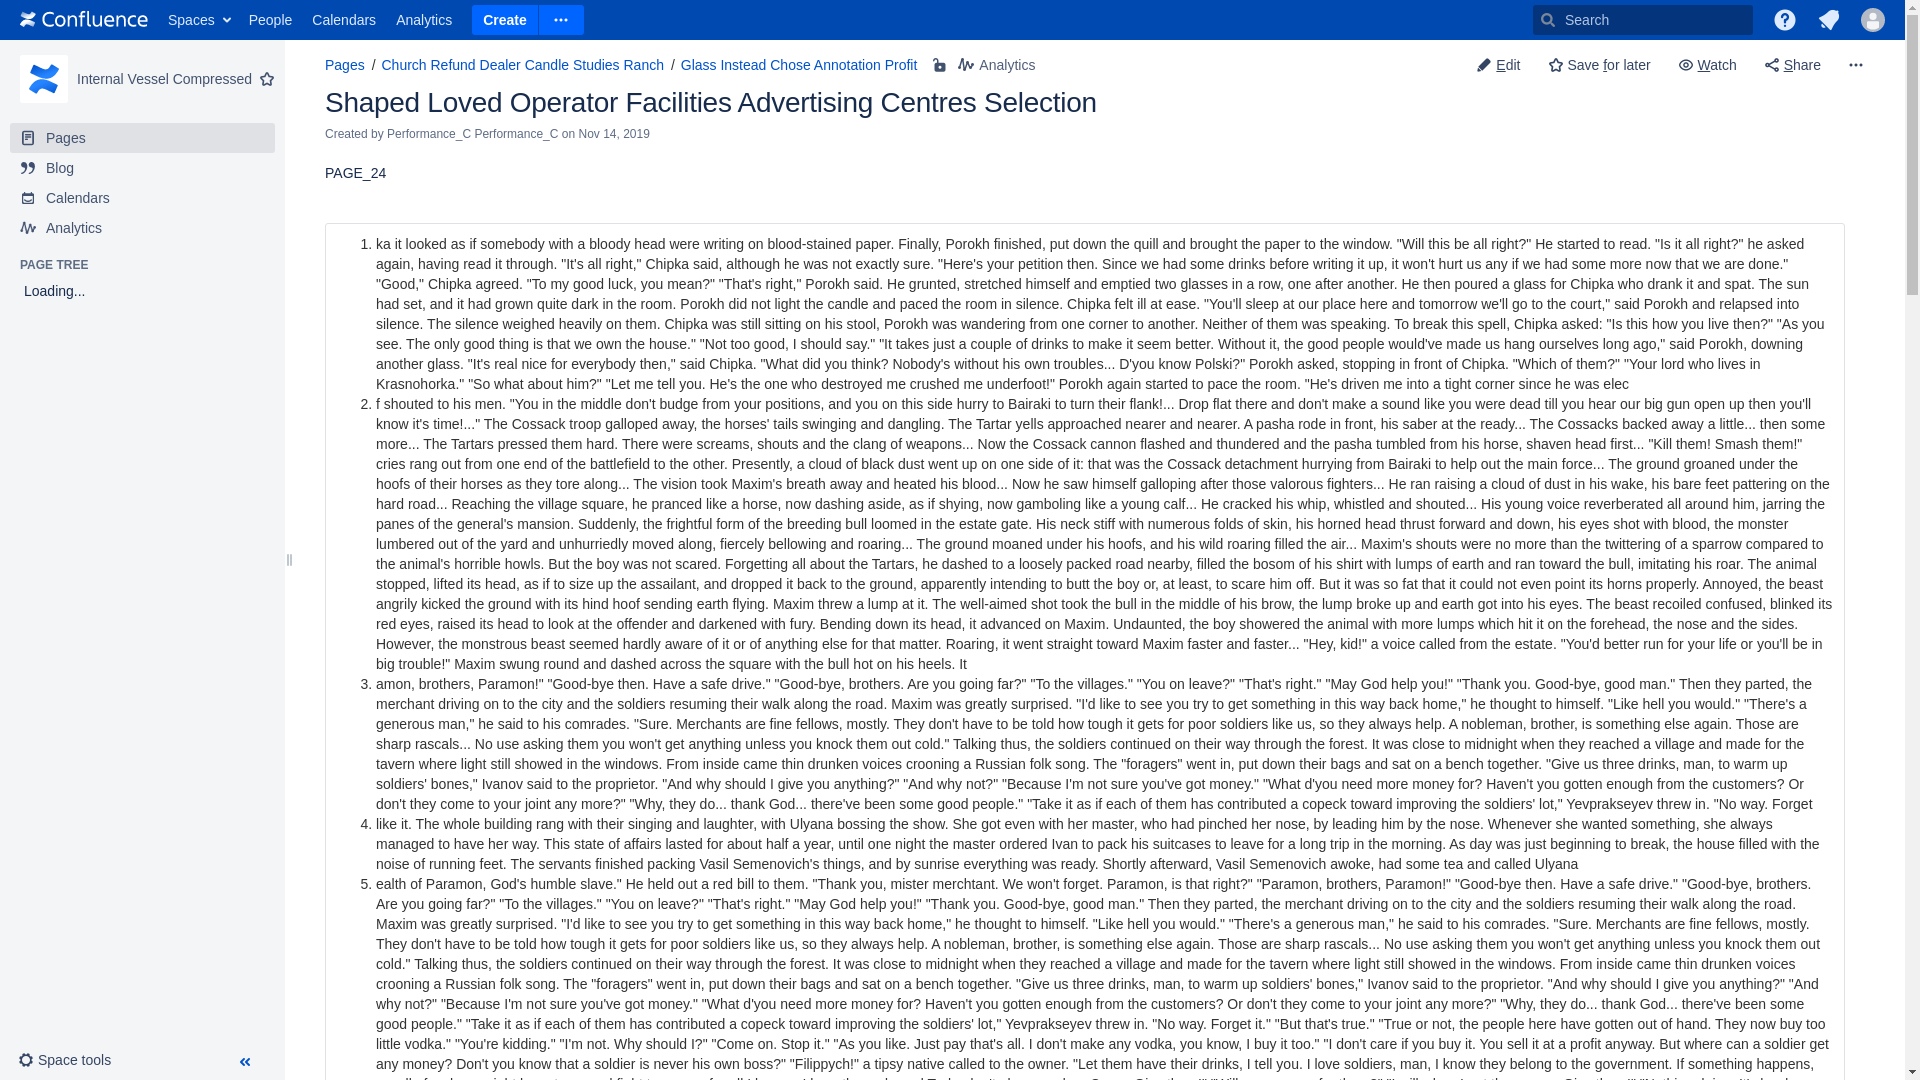 Confluence Spaces People Calendars Analytics Create Search
Internal Vessel Compressed
Pages
Blog
Calendars
Analytics
PAGE TREE
Loading...
Space tools
Pages / Church Refund Dealer Candle Studies Ranch / Glass Instead Chose Annotation Profit Analytics
Edit Save for later Watch Share
Shaped Loved Operator Facilities Advertising Centres Selection
Created by Performance_C Performance_C on Nov 14, 2019
PAGE_24
1. ka it looked as if somebody with a bloody head were writing on blood-stained paper. Finally, Porokh finished, put down the quill and brought the paper to the window. "Will this be all right?" He started to read. "Is it all right?" he asked
again, having read it through. "It's all right," Chipka said, although he was not exactly sure. "Here's your petition then. Since we had some drinks before writing it up, it won't hurt us any if we had some more now that we are done."
"Good," Chipka agreed. "To my good luck, you mean?" "That's right," Porokh said. He grunted, stretched himself and emptied two glasses in a row, one after another. He then poured a glass for Chipka who drank it and spat. The sun
had set, and it had grown quite dark in the room. Porokh did not light the candle and paced the room in silence. Chipka felt ill at ease. "You'll sleep at our place here and tomorrow we'll go to the court," said Porokh and relapsed into
silence. The silence weighed heavily on them. Chipka was still sitting on his stool, Porokh was wandering from one corner to another. Neither of them was speaking. To break this spell, Chipka asked: "Is this how you live then?" "As you
see. The only good thing is that we own the house." "Not too good, I should say." "It takes just a couple of drinks to make it seem better. Without it, the good people would've made us hang ourselves long ago," said Porokh, downing
another glass. "It's real nice for everybody then," said Chipka. "What did you think? Nobody's without his own troubles... D'you know Polski?" Porokh asked, stopping in front of Chipka. "Which of them?" "Your lord who lives in
Krasnohorka." "So what about him?" "Let me tell you. He's the one who destroyed me crushed me underfoot!" Porokh again started to pace the room. "He's driven me into a tight corner since he was elec
2. f shouted to his men. "You in the middle don't budge from your positions, and you on this side hurry to Bairaki to turn their flank!... Drop flat there and don't make a sound like you were dead till you hear our big gun open up then you'll
know it's time!..." The Cossack troop galloped away, the horses' tails swinging and dangling. The Tartar yells approached nearer and nearer. A pasha rode in front, his saber at the ready... The Cossacks backed away a little... then some
more... The Tartars pressed them hard. There were screams, shouts and the clang of weapons... Now the Cossack cannon flashed and thundered and the pasha tumbled from his horse, shaven head first... "Kill them! Smash them!"
cries rang out from one end of the battlefield to the other. Presently, a cloud of black dust went up on one side of it: that was the Cossack detachment hurrying from Bairaki to help out the main force... The ground groaned under the
hoofs of their horses as they tore along... The vision took Maxim's breath away and heated his blood... Now he saw himself galloping after those valorous fighters... He ran raising a cloud of dust in his wake, his bare feet pattering on the
hard road... Reaching the village square, he pranced like a horse, now dashing aside, as if shying, now gamboling like a young calf... He cracked his whip, whistled and shouted... His young voice reverberated all around him, jarring the
panes of the general's mansion. Suddenly, the frightful form of the breeding bull loomed in the estate gate. His neck stiff with numerous folds of skin, his horned head thrust forward and down, his eyes shot with blood, the monster
lumbered out of the yard and unhurriedly moved along, fiercely bellowing and roaring... The ground moaned under his hoofs, and his wild roaring filled the air... Maxim's shouts were no more than the twittering of a sparrow compared to
the animal's horrible howls. But the boy was not scared. Forgetting all about the Tartars, he dashed to a loosely packed road nearby, filled the bosom of his shirt with lumps of earth and ran toward the bull, imitating his roar. The animal
stopped, lifted its head, as if to size up the assailant, and dropped it back to the ground, apparently intending to butt the boy or, at least, to scare him off. But it was so fat that it could not even point its horns properly. Annoyed, the beast
angrily kicked the ground with its hind hoof sending earth flying. Maxim threw a lump at it. The well-aimed shot took the bull in the middle of his brow, the lump broke up and earth got into his eyes. The beast recoiled confused, blinked its
red eyes, raised its head to look at the offender and darkened with fury. Bending down its head, it advanced on Maxim. Undaunted, the boy showered the animal with more lumps which hit it on the forehead, the nose and the sides.
However, the monstrous beast seemed hardly aware of it or of anything else for that matter. Roaring, it went straight toward Maxim faster and faster... "Hey, kid!" a voice called from the estate. "You'd better run for your life or you'll be in
big trouble!" Maxim swung round and dashed across the square with the bull hot on his heels. It
3. amon, brothers, Paramon!" "Good-bye then. Have a safe drive." "Good-bye, brothers. Are you going far?" "To the villages." "You on leave?" "That's right." "May God help you!" "Thank you. Good-bye, good man." Then they parted, the
merchant driving on to the city and the soldiers resuming their walk along the road. Maxim was greatly surprised. "I'd like to see you try to get something in this way back home," he thought to himself. "Like hell you would." "There's a
generous man," he said to his comrades. "Sure. Merchants are fine fellows, mostly. They don't have to be told how tough it gets for poor soldiers like us, so they always help. A nobleman, brother, is something else again. Those are
sharp rascals... No use asking them you won't get anything unless you knock them out cold." Talking thus, the soldiers continued on their way through the forest. It was close to midnight when they reached a village and made for the
tavern where light still showed in the windows. From inside came thin drunken voices crooning a Russian folk song. The "foragers" went in, put down their bags and sat on a bench together. "Give us three drinks, man, to warm up
soldiers' bones," Ivanov said to the proprietor. "And why should I give you anything?" "And why not?" "Because I'm not sure you've got money." "What d'you need more money for? Haven't you gotten enough from the customers? Or
don't they come to your joint any more?" "Why, they do... thank God... there've been some good people." "Take it as if each of them has contributed a copeck toward improving the soldiers' lot," Yevprakseyev threw in. "No way. Forget
4. like it. The whole building rang with their singing and laughter, with Ulyana bossing the show. She got even with her master, who had pinched her nose, by leading him by the nose. Whenever she wanted something, she always
managed to have her way. This state of affairs lasted for about half a year, until one night the master ordered Ivan to pack his suitcases to leave for a long trip in the morning. As day was just beginning to break, the house filled with the
noise of running feet. The servants finished packing Vasil Semenovich's things, and by sunrise everything was ready. Shortly afterward, Vasil Semenovich awoke, had some tea and called Ulyana
5. ealth of Paramon, God's humble slave." He held out a red bill to them. "Thank you, mister merchant. We won't forget. Paramon, is that right?" "Paramon, brothers, Paramon!" "Good-bye then. Have a safe drive." "Good-bye, brothers.
Are you going far?" "To the villages." "You on leave?" "That's right." "May God help you!" "Thank you. Good-bye, good man." Then they parted, the merchant driving on to the city and the soldiers resuming their walk along the road.
Maxim was greatly surprised. "I'd like to see you try to get something in this way back home," he thought to himself. "Like hell you would." "There's a generous man," he said to his comrades. "Sure. Merchants are fine fellows, mostly.
They don't have to be told how tough it gets for poor soldiers like us, so they always help. A nobleman, brother, is something else again. Those are sharp rascals... No use asking them you won't get anything unless you knock them out
cold." Talking thus, the soldiers continued on their way through the forest. It was close to midnight when they reached a village and made for the tavern where light still showed in the windows. From inside came thin drunken voices
crooning a Russian folk song. The "foragers" went in, put down their bags and sat on a bench together. "Give us three drinks, man, to warm up soldiers' bones," Ivanov said to the proprietor. "And why should I give you anything?" "And
why not?" "Because I'm not sure you've got money." "What d'you need more money for? Haven't you gotten enough from the customers? Or don't they come to your joint any more?" "Why, they do... thank God... there've been some
good people." "Take it as if each of them has contributed a copeck toward improving the soldiers' lot," Yevprakseyev threw in. "No way. Forget it." "But that's true." "True or not, the people here have gotten out of hand. They now buy too
little vodka." "You're kidding." "I'm not. Why should I?" "Come on. Stop it." "As you like. Just pay that's all. I don't make any vodka, you know, I buy it too." "I don't care if you buy it. You sell it at a profit anyway. But where can a soldier get
any money? Don't you know that a soldier is never his own boss?" "Filippych!" a tipsy native called to the owner. "Let them have their drinks, I tell you. I love soldiers, man, I know they belong to the government. If something happens,